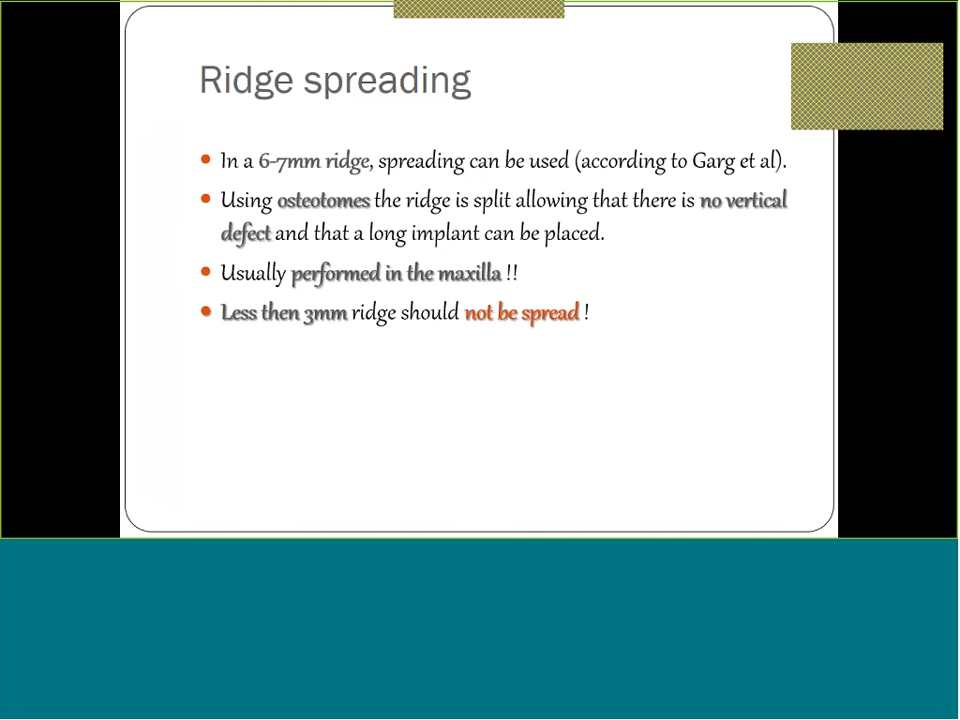 Ridge spreading
• In a 6-7mm ridge, spreading can be used (according to Garg et al).
• Using osteotomes the ridge is split allowing that there is no vertical
defect and that a long implant can be placed.
• Usually performed in the maxilla !!
• Less then 3mm ridge should not be spread !